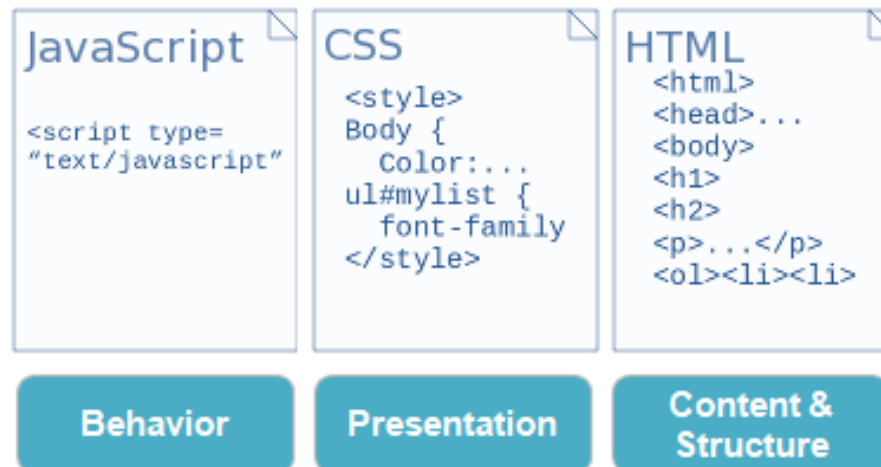 JavaScript
<script type=
“text/javascript”
CSS
<style>
Body {
Color:...
ul#mylist {
font-family
</style>
HTML
<html>
<head>...
<body>
<h1>
<h2>
<p>...</p>
<ol><li><li>
Behavior
Presentation
Content &
Structure